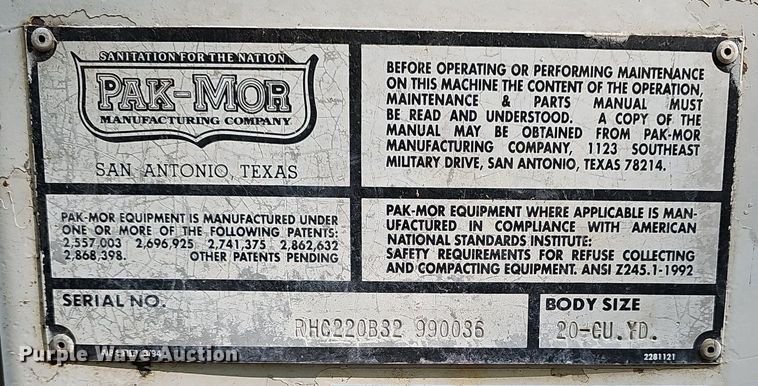 SANITATION FOR THE NATION
PAK-MOR
MANUFACTURING COMPANY
SAN ANTONIO, TEXAS
BEFORE OPERATING OR PERFORMING MAINTENANCE
ON THIS MACHINE THE CONTENT OF THE OPERATION,
MAINTENANCE & PARTS MANUAL MUST
BE READ AND UNDERSTOOD. A COPY OF THE
MANUAL MAY BE OBTAINED FROM PAK-MOR
MANUFACTURING COMPANY, 1123 SOUTHEAST
MILITARY DRIVE, SAN ANTONIO, TEXAS 78214.
PAK-MOR EQUIPMENT IS MANUFACTURED UNDER
ONE OR MORE OF THE FOLLOWING PATENTS:
2,557,003 2,696,925 2,741,375 2,862,632
2,868,398. OTHER PATENTS PENDING
PAK-MOR EQUIPMENT WHERE APPLICABLE IS MAN-
UFACTURED IN COMPLIANCE WITH AMERICAN
NATIONAL STANDARDS INSTITUTE:
SAFETY REQUIREMENTS FOR REFUSE COLLECTING
AND COMPACTING EQUIPMENT. ANSI Z245.1-1992
SERIAL NO.
RHC220B32 990036
BODY SIZE
20-CU.YD.
2281121
Purple Wave Auction